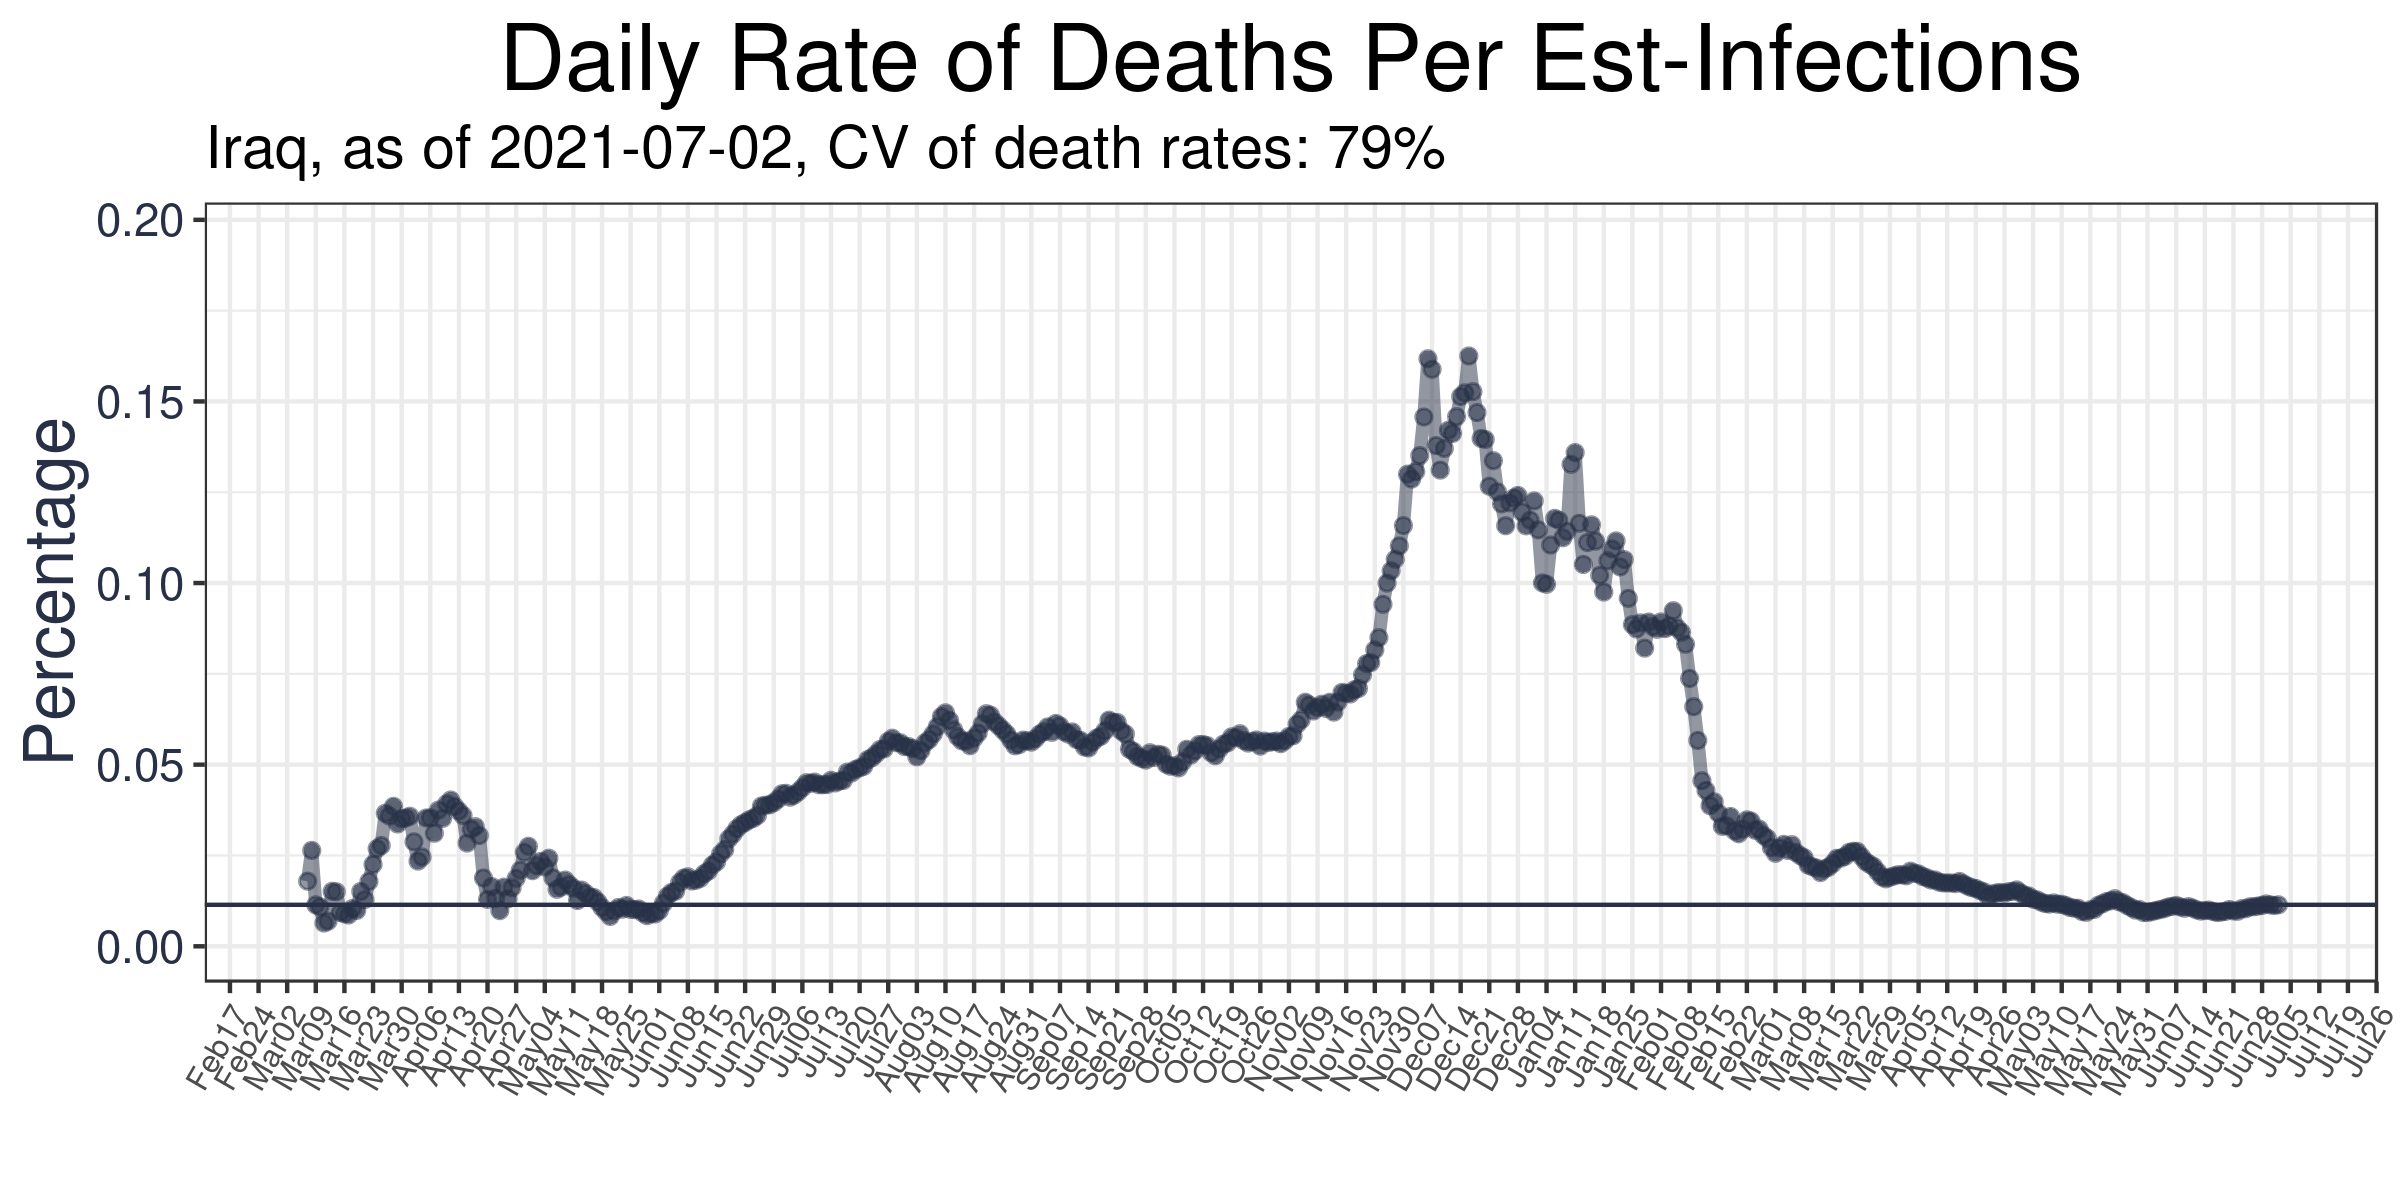 Daily Rate of Deaths Per Est-Infections
Iraq, as of 2021-07-02, CV of death rates: 79%
Percentage
0.20
0.15
0.10
0.05
0.00
Feb17
Feb24
Mar02
Mar09
Mar16
Mar23
Mar30
Apr06
Apr13
Apr20
Apr27
May04
May11
May18
May25
Jun01
Jun08
Jun15
Jun22
Jun29
Jul06
Jul13
Jul20
Jul27
Aug03
Aug10
Aug17
Aug24
Aug31
Sep07
Sep14
Sep21
Sep28
Oct05
Oct12
Oct19
Oct26
Nov02
Nov09
Nov16
Nov23
Nov30
Dec07
Dec14
Dec21
Dec28
Jan04
Jan11
Jan18
Jan25
Feb01
Feb08
Feb15
Feb22
Mar01
Mar08
Mar15
Mar22
Mar29
Apr05
Apr12
Apr19
Apr26
May03
May10
May17
May24
May31
Jun07
Jun14
Jun21
Jun28
Jul05
Jul12
Jul19
Jul26